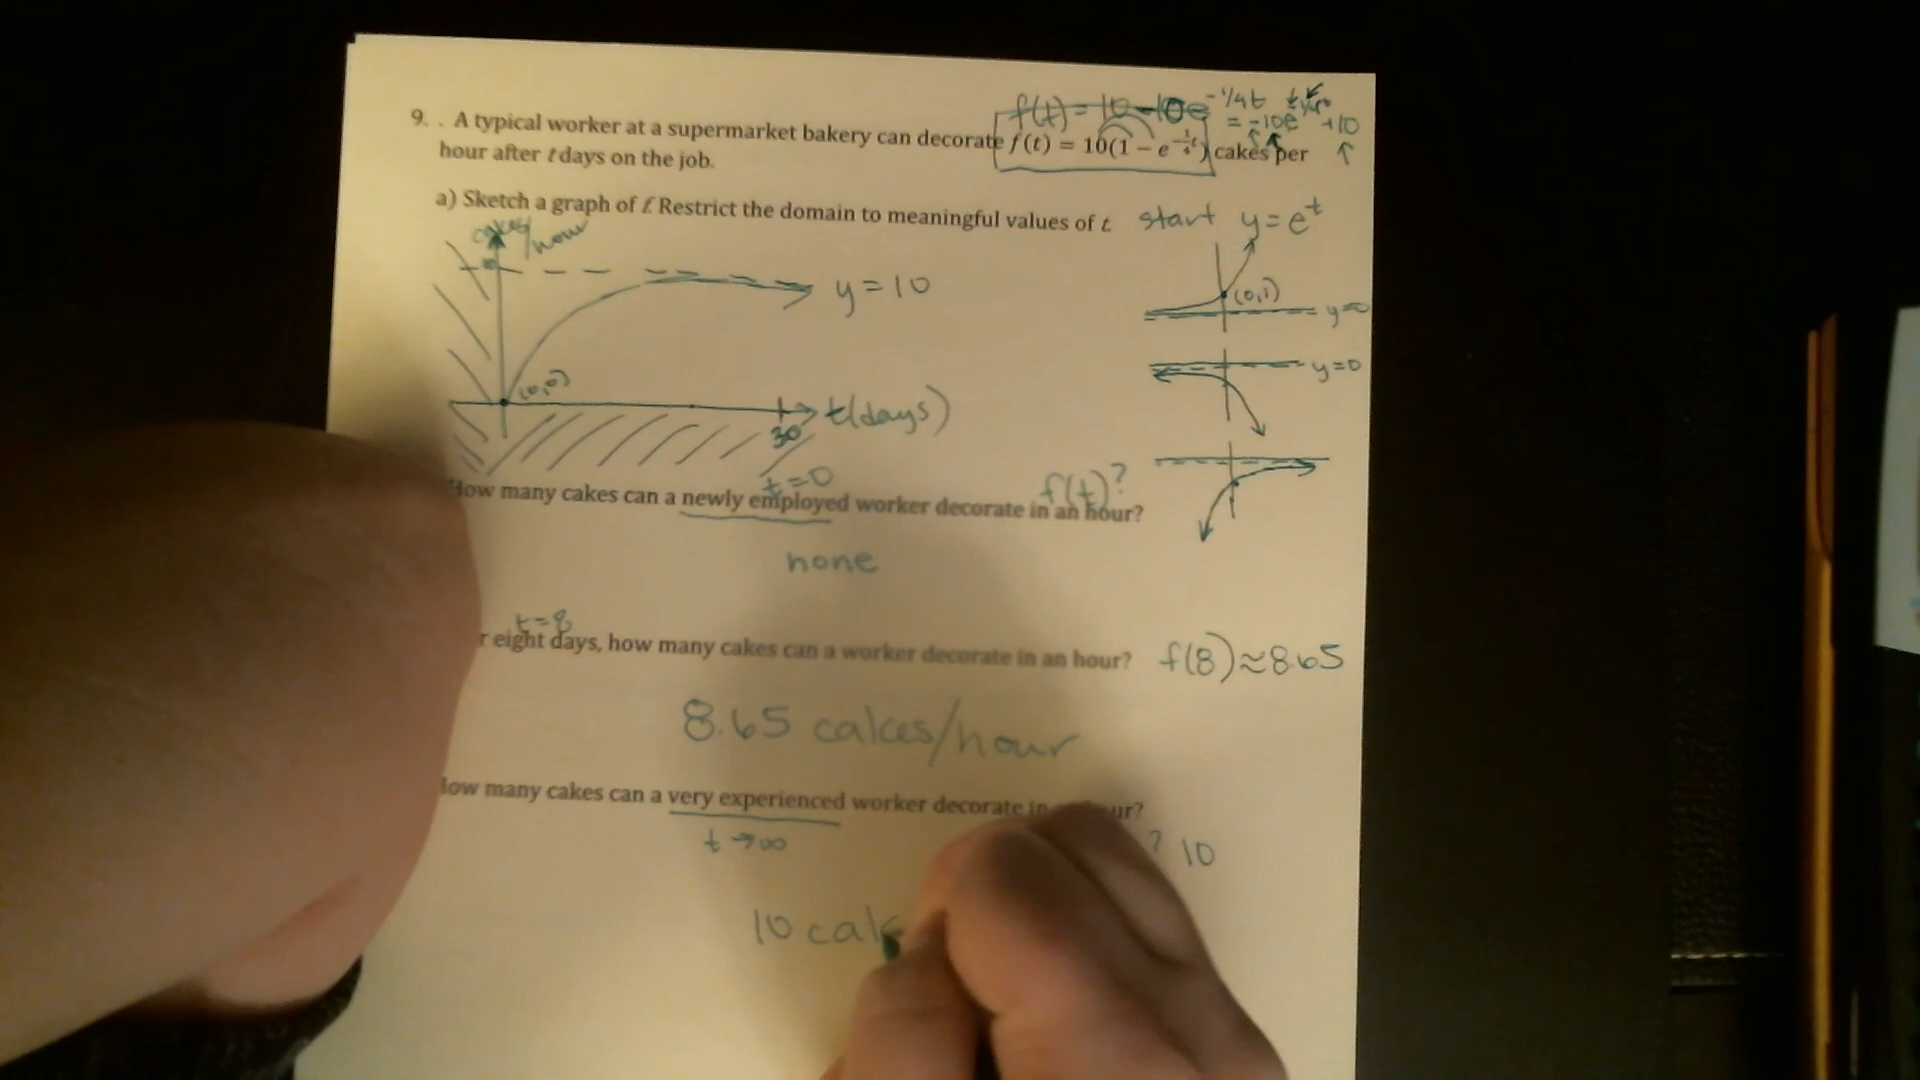 f(t) = 10 - 10e^-1/4t
= -10e +10
9. . A typical worker at a supermarket bakery can decorate f(t) = 10(1 − e^-1/4t) cakes per
hour after t days on the job.
a) Sketch a graph of f. Restrict the domain to meaningful values of t. start y=e^t
cakes/hour
y=10
(0,1)
y=0
y=0
(0,0)
t(days)
30
t=0
f(t)?
How many cakes can a newly employed worker decorate in an hour?
none
t=8
r eight days, how many cakes can a worker decorate in an hour? f(8)≈8.65
8.65 cakes/hour
How many cakes can a very experienced worker decorate in ur?
t→∞
? 10
10 cak